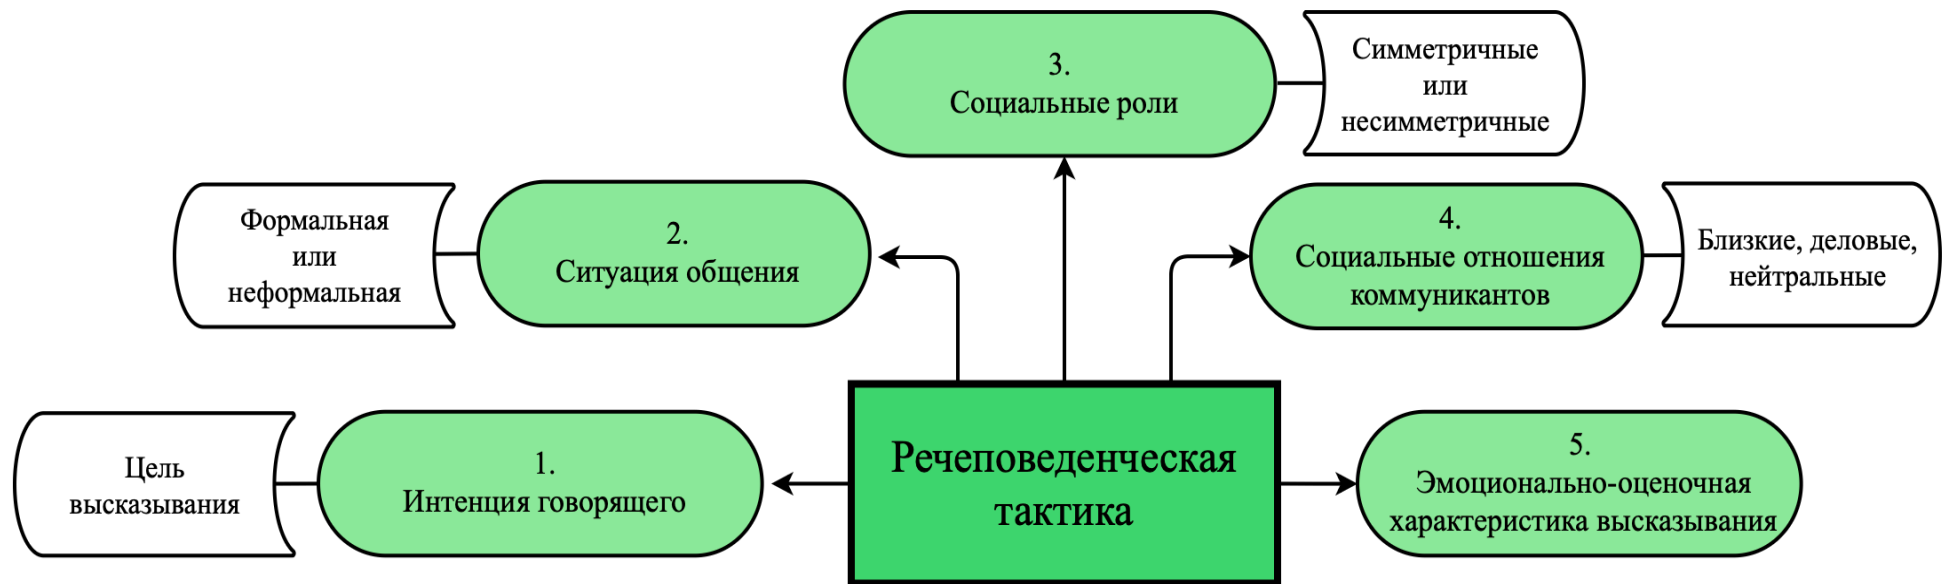 3.
Социальные роли
Симметричные
или
несимметричные
Формальная
или
неформальная
2.
Ситуация общения
4.
Социальные отношения
коммуникантов
Близкие, деловые,
нейтральные
Цель
высказывания
1.
Интенция говорящего
Речеповеденческая
тактика
5.
Эмоционально-оценочная
характеристика высказывания